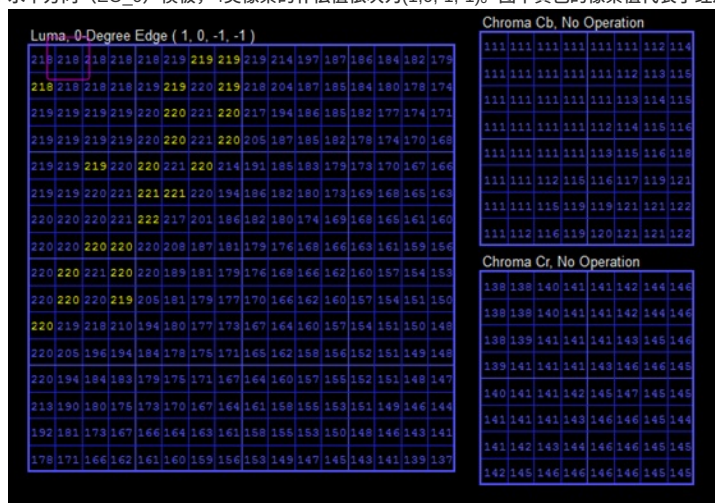 Luma, 0-Degree Edge ( 1, 0, -1, -1 )
218 218 218 218 218 219 219 219 219 214 197 187 186 184 182 179
218 218 218 218 218 219 220 219 218 204 187 185 184 180 178 174
219 219 219 219 220 220 221 220 217 194 186 185 182 177 174 171
219 219 219 219 220 220 221 220 205 187 185 182 178 174 170 168
219 219 219 220 220 221 220 214 191 185 183 179 173 170 167 166
219 219 220 221 221 221 220 194 186 182 180 173 169 168 165 163
220 220 220 221 222 217 201 186 182 180 174 169 168 165 161 160
220 220 220 220 220 208 187 181 179 176 168 166 163 161 159 156
220 220 221 220 220 189 181 179 176 168 166 162 160 157 154 153
220 220 220 219 205 181 179 177 170 166 162 160 157 154 151 150
220 219 218 210 194 180 177 173 167 164 160 157 154 151 150 148
220 205 196 194 184 178 175 171 165 162 158 156 152 151 149 148
220 194 184 183 179 175 171 167 164 160 157 155 152 151 148 147
213 190 180 175 173 170 167 164 161 158 155 153 151 149 146 144
192 181 173 167 166 164 163 161 158 155 153 150 148 146 143 141
178 171 166 162 161 160 159 156 153 149 147 145 143 141 139 137
Chroma Cb, No Operation
111 111 111 111 111 111 112 114
111 111 111 111 111 112 113 115
111 111 111 111 111 113 114 115
111 111 111 111 112 114 115 116
111 111 111 111 113 115 116 118
111 111 112 115 116 117 119 121
111 111 112 115 119 119 121 121 122
111 112 116 119 120 121 121 122
Chroma Cr, No Operation
138 138 140 141 141 142 144 146
138 138 140 141 141 142 144 146
138 139 141 141 141 143 145 146
139 141 141 141 143 146 146 145
140 141 141 142 145 147 145 145
141 141 141 143 146 146 145 144
141 142 143 144 146 146 145 145
142 145 146 146 146 146 145 145